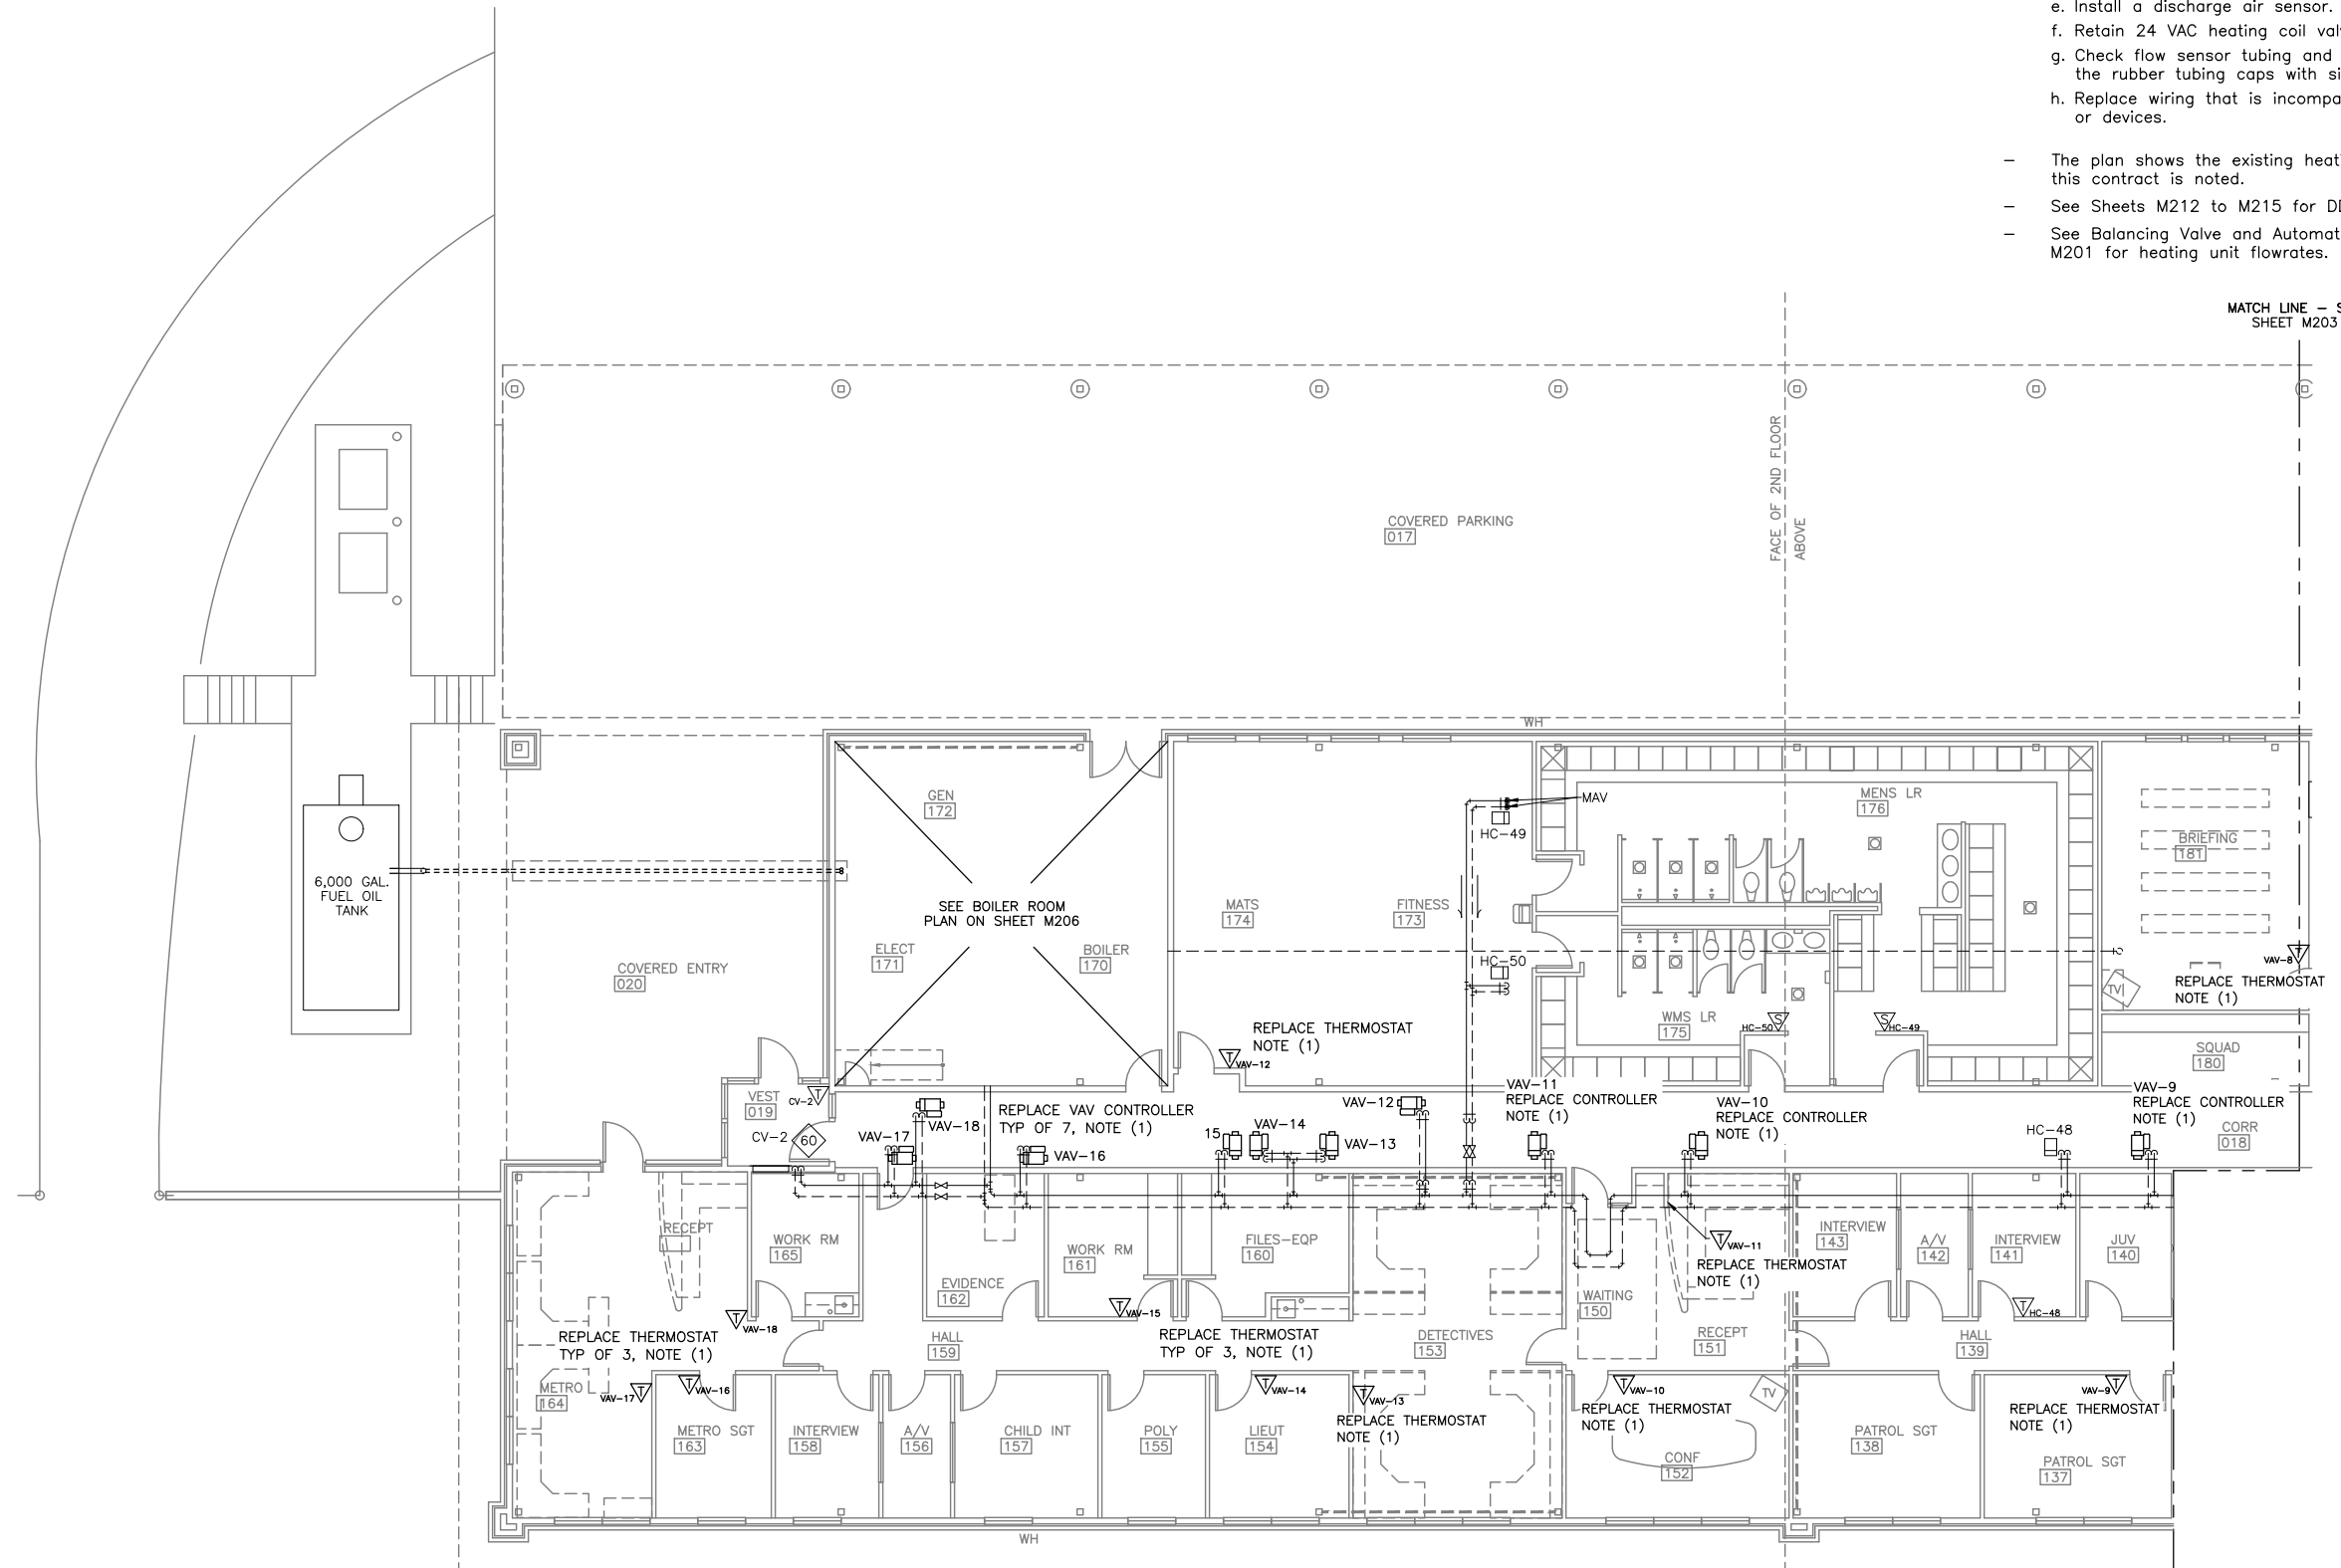 e. Install a discharge air sensor.
f. Retain 24 VAC heating coil
g. Check flow sensor tubing and
the rubber tubing caps with
h. Replace wiring that is
or devices.
– The plan shows the existing
this contract is noted.
– See Sheets M212 to M215 for
– See Balancing Valve and
M201 for heating unit flowrates.
MATCH LINE –
SHEET M203
FACE OF 2ND FLOOR
ABOVE
COVERED PARKING
017
WH
GEN
172
MAV
HC-49
MENS LR
176
BRIEFING
181
6,000 GAL.
FUEL OIL
TANK
SEE BOILER ROOM
PLAN ON SHEET M206
MATS
174
FITNESS
173
ELECT
171
BOILER
170
COVERED ENTRY
020
HC-50
T
VAV-8
REPLACE THERMOSTAT
NOTE (1)
TV
WMS LR
175
HC-50
S
S
HC-49
REPLACE THERMOSTAT
NOTE (1)
T
VAV-12
SQUAD
180
VEST
019
CV-2
T
CV-2
60
VAV-17
VAV-18
REPLACE VAV CONTROLLER
TYP OF 7, NOTE (1)
VAV-16
15
VAV-14
VAV-13
VAV-12
VAV-11
REPLACE CONTROLLER
NOTE (1)
VAV-10
REPLACE CONTROLLER
NOTE (1)
HC-48
VAV-9
REPLACE CONTROLLER
NOTE (1)
CORR
018
RECEPT
WORK RM
165
EVIDENCE
162
WORK RM
161
FILES-EQP
160
T
VAV-15
T
VAV-18
REPLACE THERMOSTAT
TYP OF 3, NOTE (1)
HALL
159
REPLACE THERMOSTAT
TYP OF 3, NOTE (1)
DETECTIVES
153
WAITING
150
T
VAV-11
REPLACE THERMOSTAT
NOTE (1)
RECEPT
151
INTERVIEW
143
A/V
142
INTERVIEW
141
JUV
140
T
HC-48
HALL
139
METRO
164
VAV-17
T
T
VAV-16
METRO SGT
163
INTERVIEW
158
A/V
156
CHILD INT
157
POLY
155
T
VAV-14
LIEUT
154
T
VAV-13
REPLACE THERMOSTAT
NOTE (1)
T
VAV-10
REPLACE THERMOSTAT
NOTE (1)
TV
CONF
152
PATROL SGT
138
VAV-9
T
REPLACE THERMOSTAT
NOTE (1)
PATROL SGT
137
WH